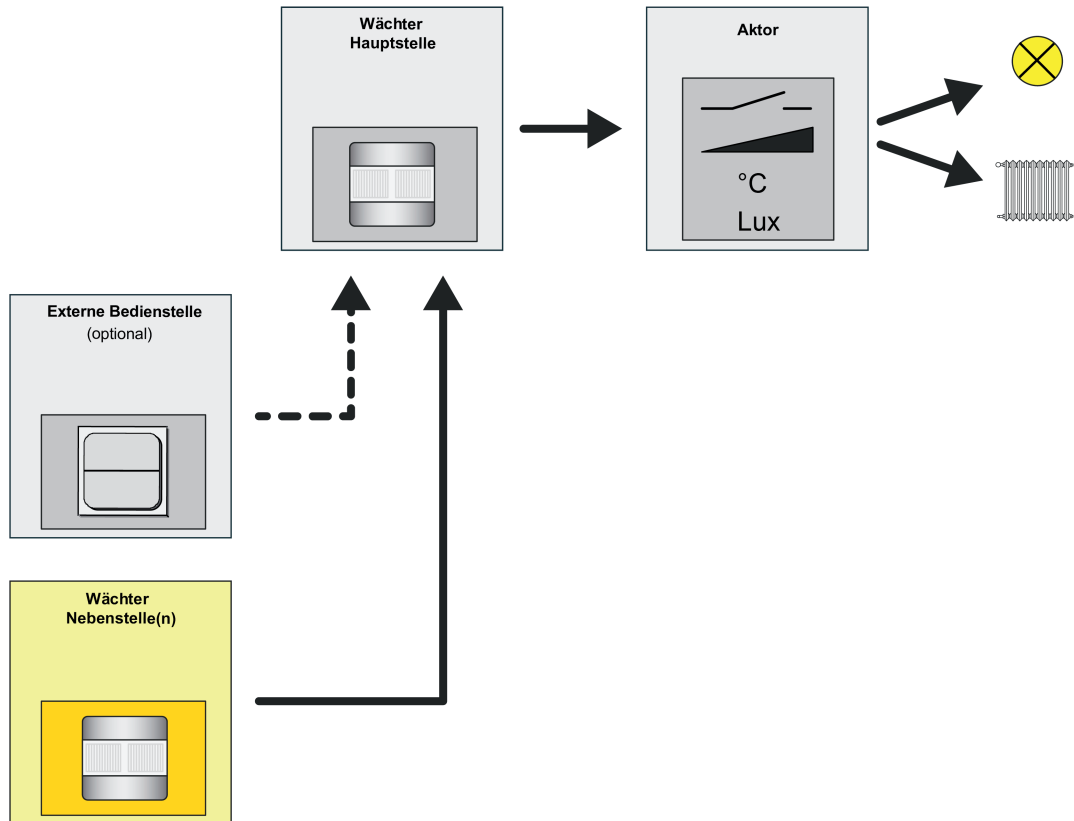 Wächter
Hauptstelle
Aktor
°C
Lux
Externe Bedienstelle
(optional)
Wächter
Nebenstelle(n)